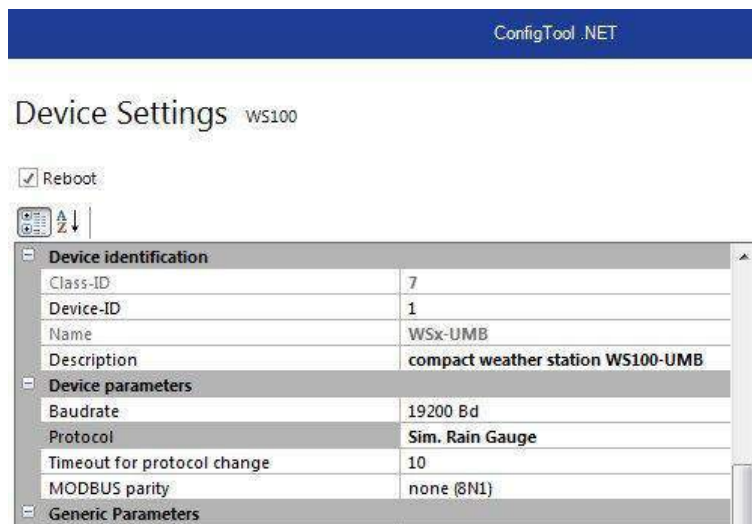 ConfigTool .NET
Device Settings WS100
Reboot
A Z
Device identification
Class-ID 7
Device-ID 1
Name WSx-UMB
Description compact weather station WS100-UMB
Device parameters
Baudrate 19200 Bd
Protocol Sim. Rain Gauge
Timeout for protocol change 10
MODBUS parity none (8N1)
Generic Parameters